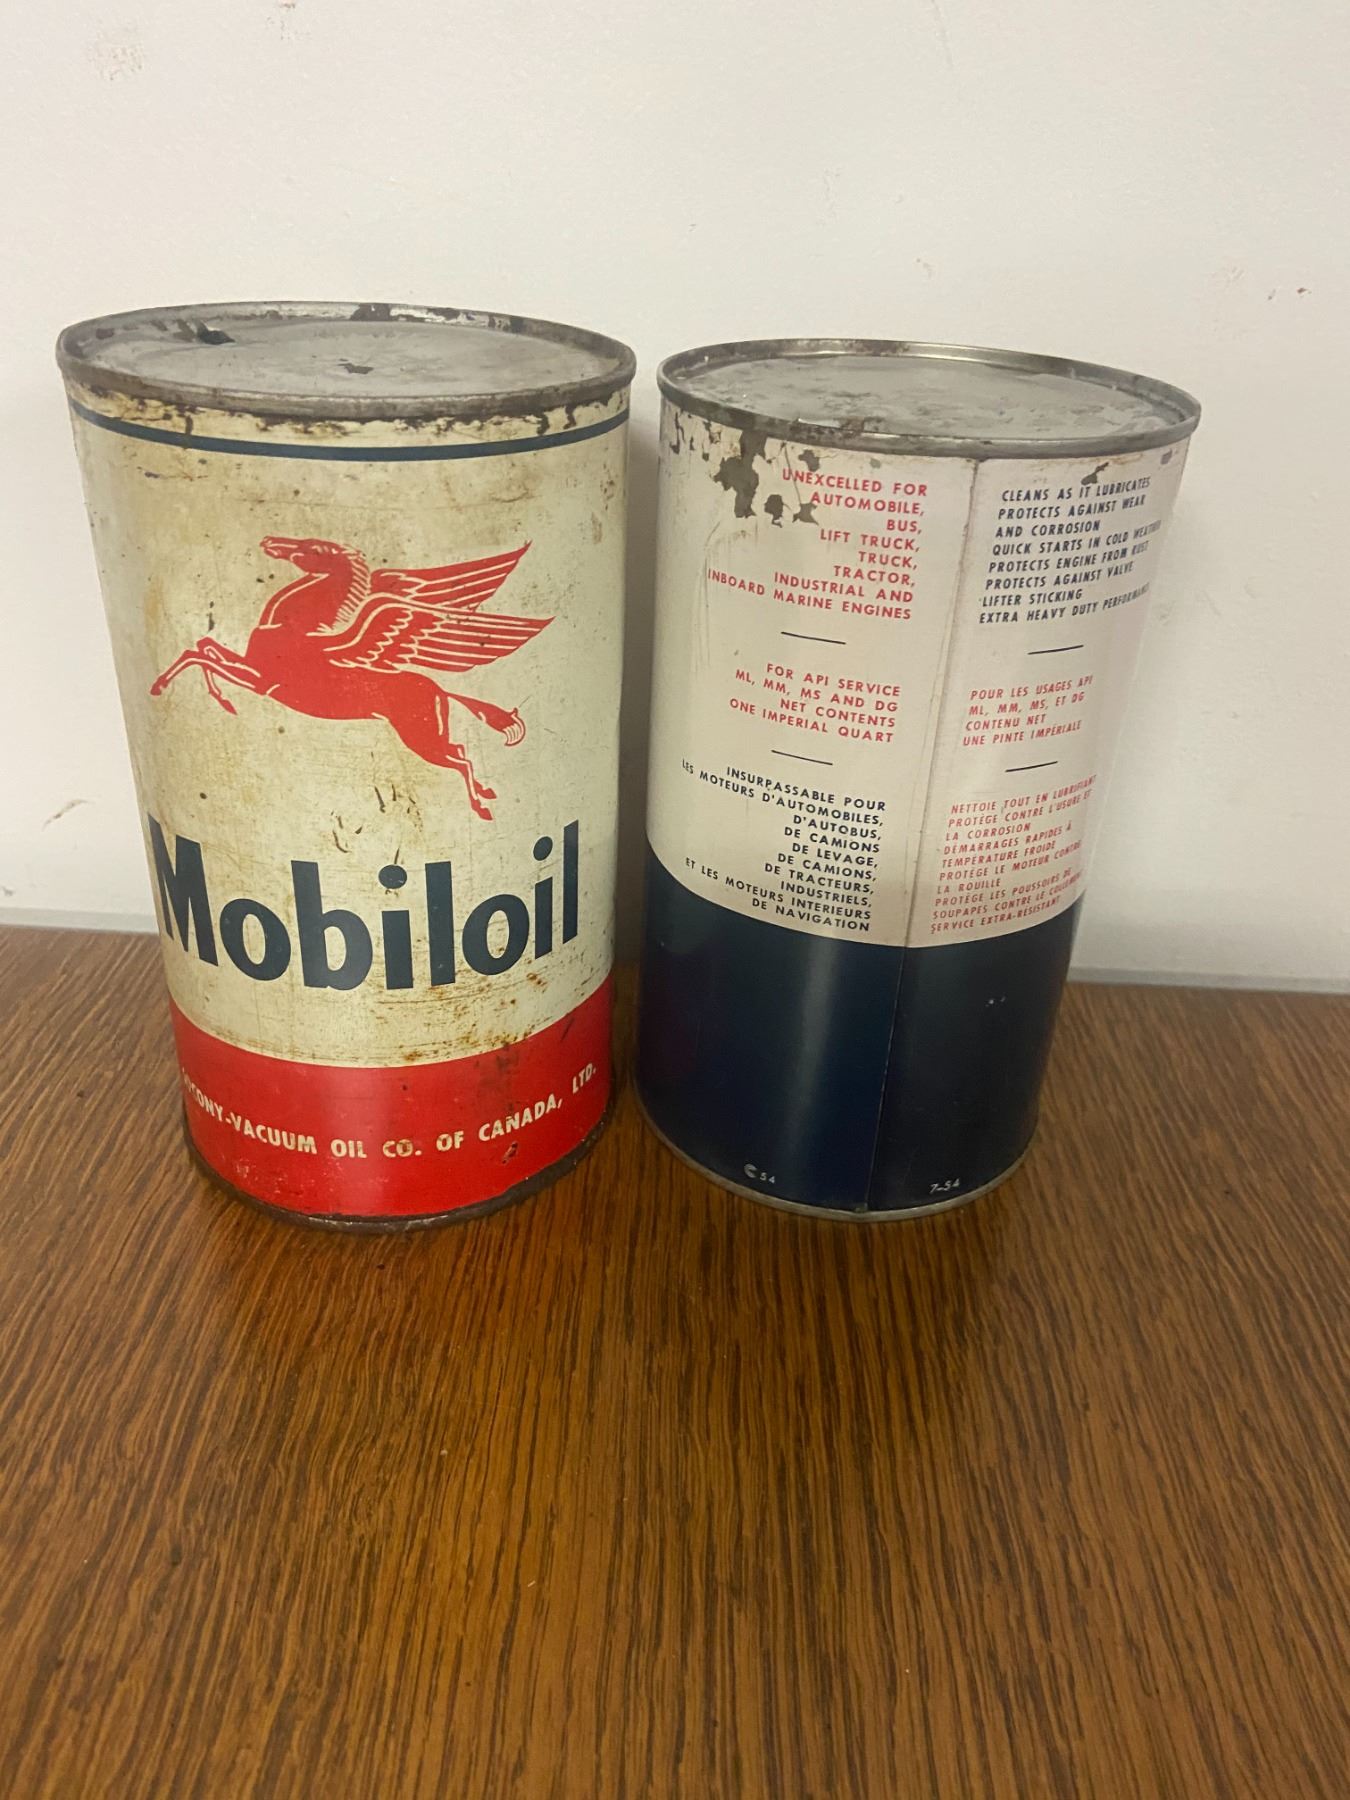 Mobiloil
-VACUUM OIL CO. OF CANADA, LTD.
UNEXCELLED FOR
AUTOMOBILE,
BUS,
LIFT TRUCK,
TRUCK,
TRACTOR,
INDUSTRIAL AND
INBOARD MARINE ENGINES
FOR API SERVICE
ML, MM, MS AND DG
NET CONTENTS
ONE IMPERIAL QUART
INSURPASSABLE POUR
LES MOTEURS D'AUTOMOBILES,
D'AUTOBUS,
DE CAMIONS
DE LEVAGE,
DE CAMIONS,
DE TRACTEURS,
INDUSTRIELS,
ET LES MOTEURS INTERIEURS
DE NAVIGATION
C 54
CLEANS AS IT LUBRICATES
PROTECTS AGAINST WEAR
AND CORROSION
QUICK STARTS IN COLD WEATHER
PROTECTS ENGINE FROM RUST
PROTECTS AGAINST VALVE
LIFTER STICKING
EXTRA HEAVY DUTY
POUR LES USAGES API
ML, MM, MS, ET DG
CONTENU NET
UNE PINTE IMPÉRIALE
NETTOIE TOUT EN LUBRIFIANT
PROTÈGE CONTRE L'USURE ET
LA CORROSION
DÉMARRAGES RAPIDES À
TEMPÉRATURE FROIDE
PROTÈGE LE MOTEUR CONTRE
LA ROUILLE
PROTÈGE LES POUSSOIRS DE
SOUPAPES CONTRE LE
SERVICE EXTRA-RÉSISTANT
7-54